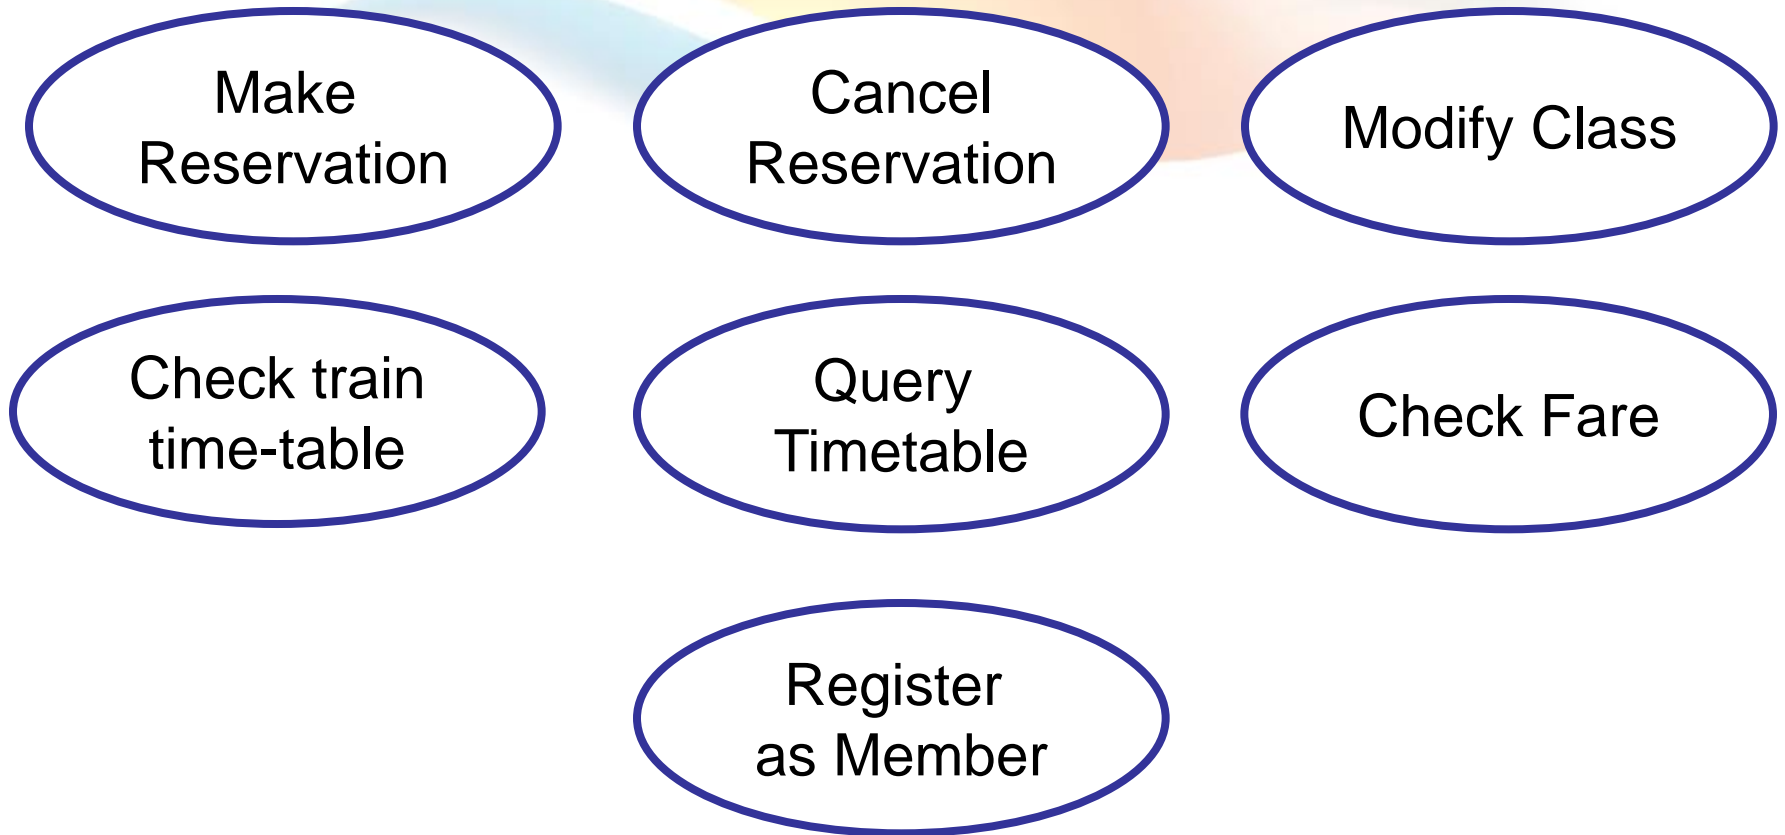 Make
Reservation
Cancel
Reservation
Modify Class
Check train
time-table
Query
Timetable
Check Fare
Register
as Member